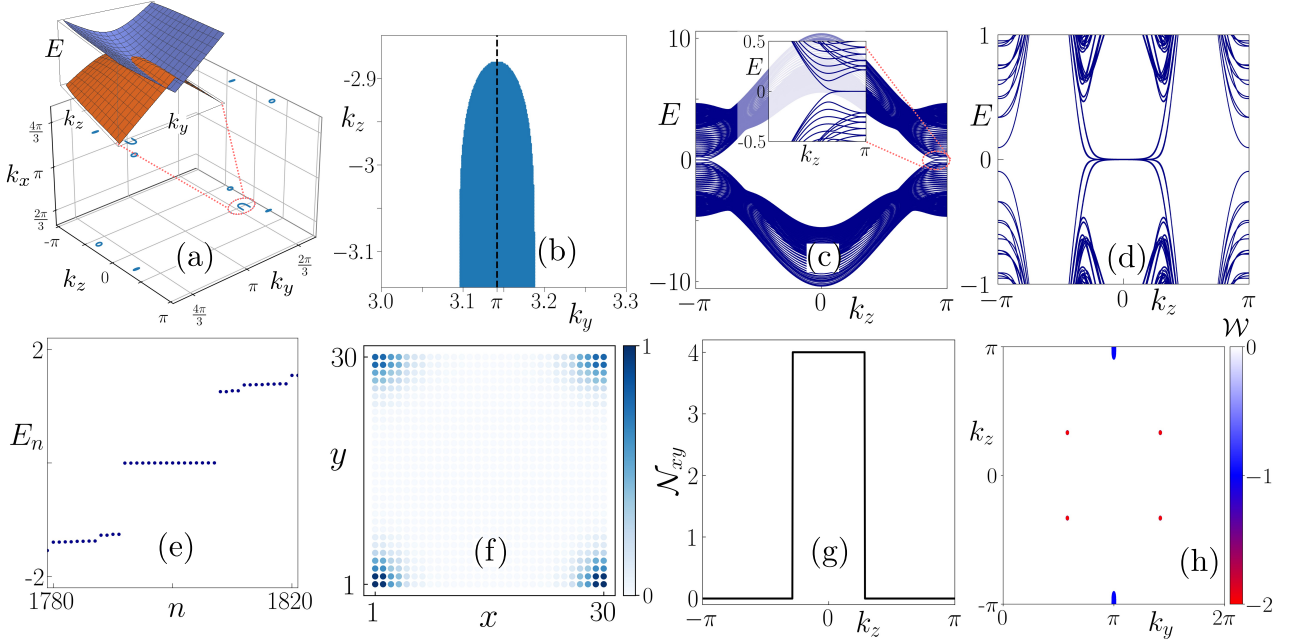 E
k_z
k_y
4π/3
k_x π
2π/3
-π
k_z
0
π
4π/3
π
k_y
2π/3
(a)
k_z
-2.9
-3
-3.1
3.0 3.1 π 3.2 3.3
k_y
(b)
E
10
0
−10
−π 0 k_z π
(c)
0.5
E
0
-0.5
k_z π
E
1
0
−1
−π 0 k_z π
(d)
E_n
2
-2
1780 n 1820
(e)
y
30
1
1 x 30
(f)
1
0
𝒩_xy
4
3
2
1
0
−π 0 k_z π
(g)
k_z
π
0
-π
0 π k_y 2π
(h)
𝒲
0
−1
−2